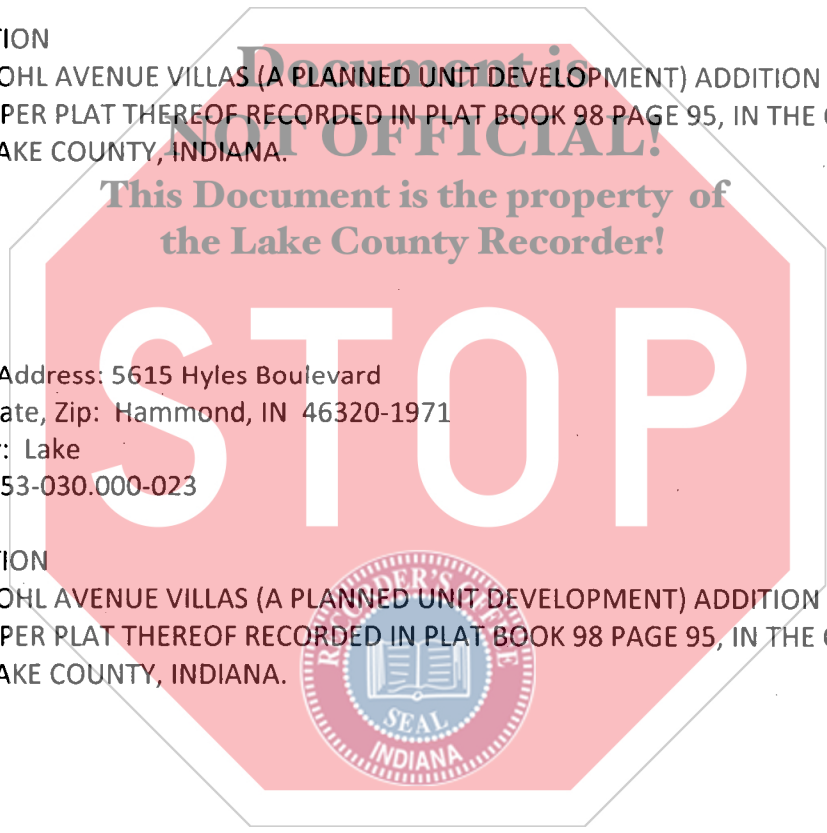 TION
OHL AVENUE VILLAS (A PLANNED UNIT DEVELOPMENT) ADDITION
PER PLAT THEREOF RECORDED IN PLAT BOOK 98 PAGE 95, IN THE
AKE COUNTY, INDIANA.
Document is
NOT OFFICIAL!
This Document is the property of
the Lake County Recorder!
STOP
Address: 5615 Hyles Boulevard
ate, Zip: Hammond, IN 46320-1971
: Lake
53-030.000-023
TION
OHL AVENUE VILLAS (A PLANNED UNIT DEVELOPMENT) ADDITION
PER PLAT THEREOF RECORDED IN PLAT BOOK 98 PAGE 95, IN THE
AKE COUNTY, INDIANA.
RECORDER'S OFFICE
SEAL
INDIANA